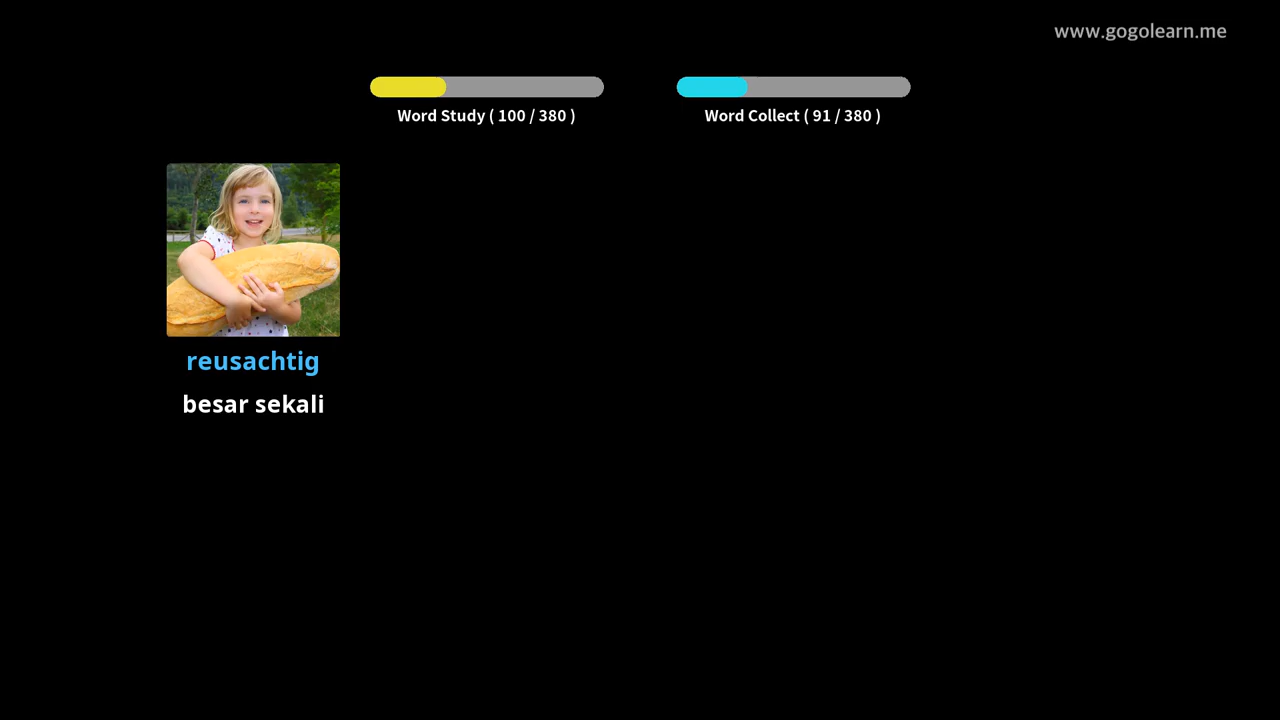 www.gogolearn.me
Word Study ( 100 / 380 )
Word Collect ( 91 / 380 )
reusachtig
besar sekali